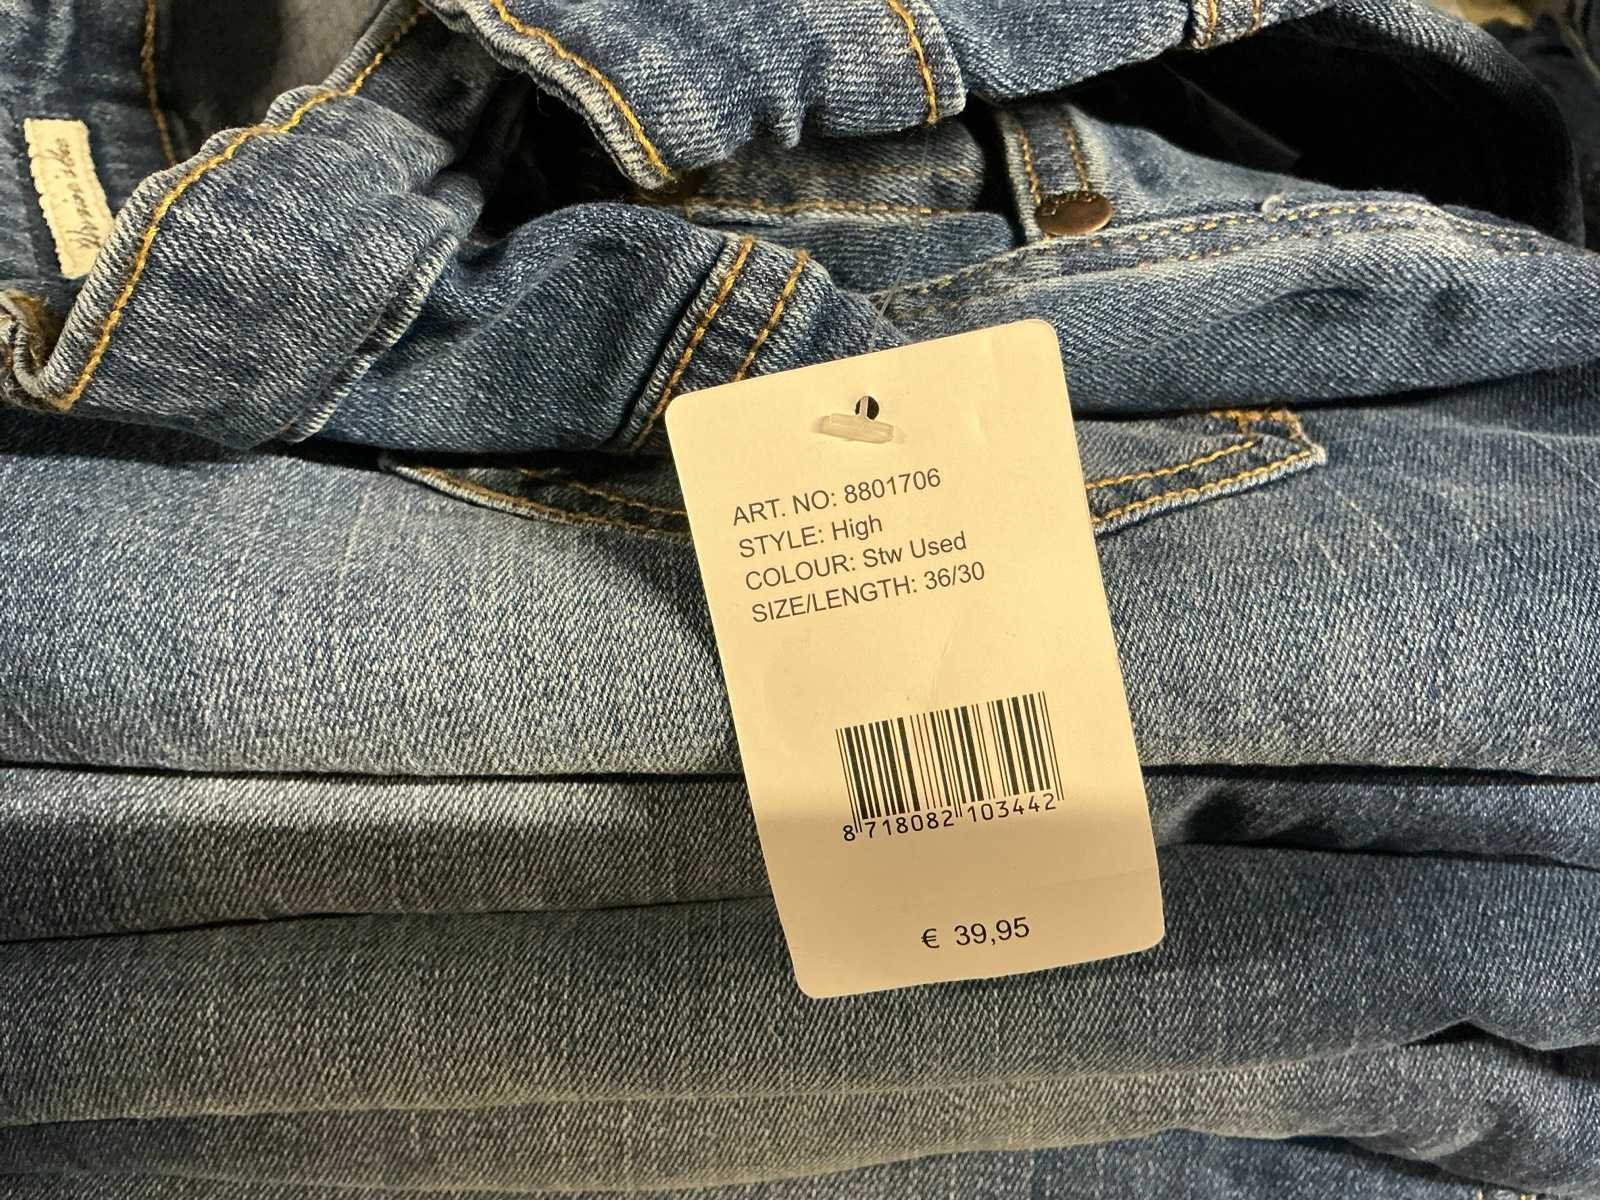 ART. NO: 8801706
STYLE: High
COLOUR: Stw Used
SIZE/LENGTH: 36/30
8 718082 103442
€ 39,95